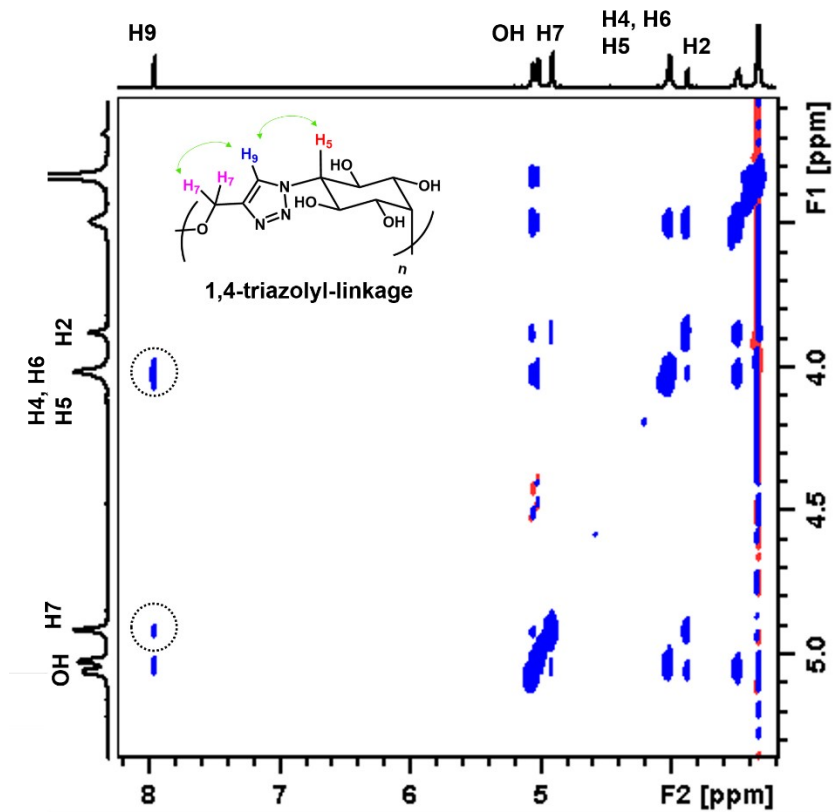 H9
OH H7
H4, H6
H5
H2
H5
H9
H7
H7
HO
OH
N
N
N
HO
OH
O
n
1,4-triazolyl-linkage
H2
H4, H6
H5
H7
OH
4.0
4.5
5.0
F1 [ppm]
8
7
6
5
F2 [ppm]